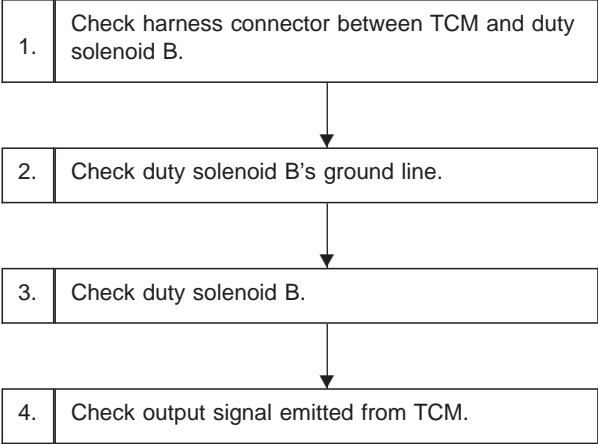 1. Check harness connector between TCM and duty
solenoid B.
2. Check duty solenoid B's ground line.
3. Check duty solenoid B.
4. Check output signal emitted from TCM.